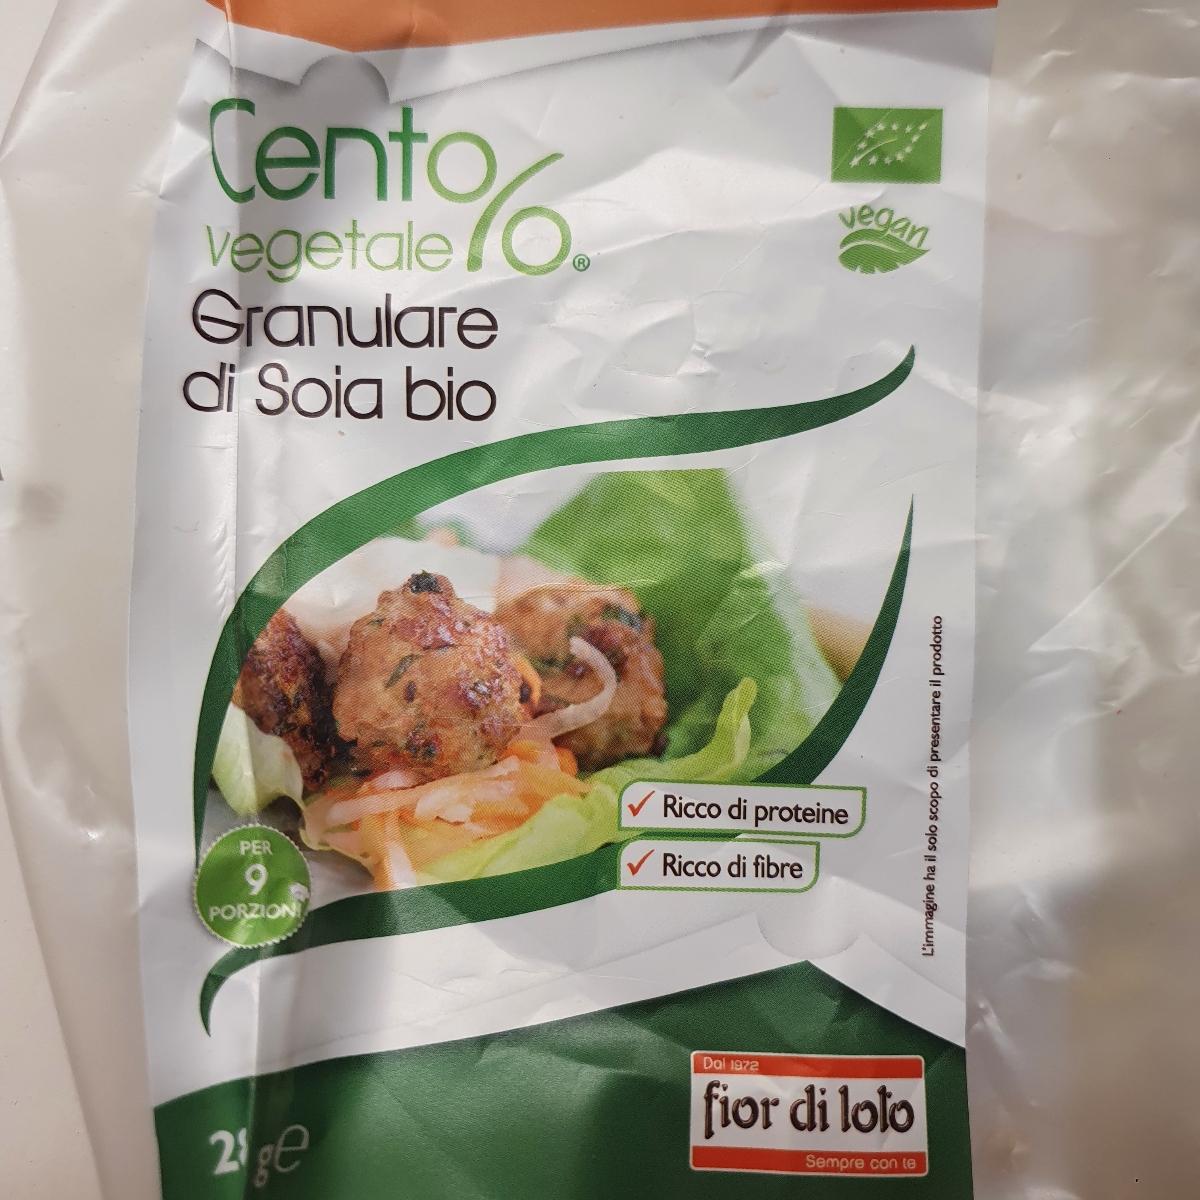 Cento%
vegetale ®
Granulare
di Soia bio
vegan
L'immagine ha il solo scopo di presentare il prodotto
✓ Ricco di proteine
✓ Ricco di fibre
PER
9
PORZIONI
Dal 1972
fior di loto
Sempre con te
g e